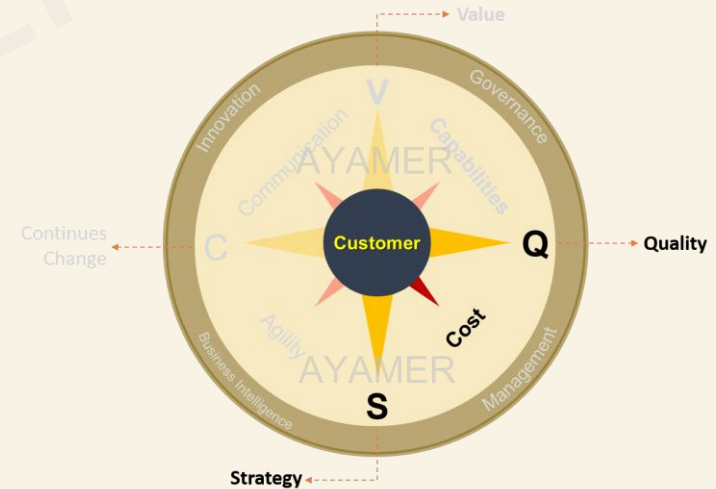 Value
V
Innovation
Governance
Communication
Capabilities
AYAMER
Continues
Change
C
Customer
Q
Quality
Agility
Cost
AYAMER
Business Intelligence
Management
S
Strategy